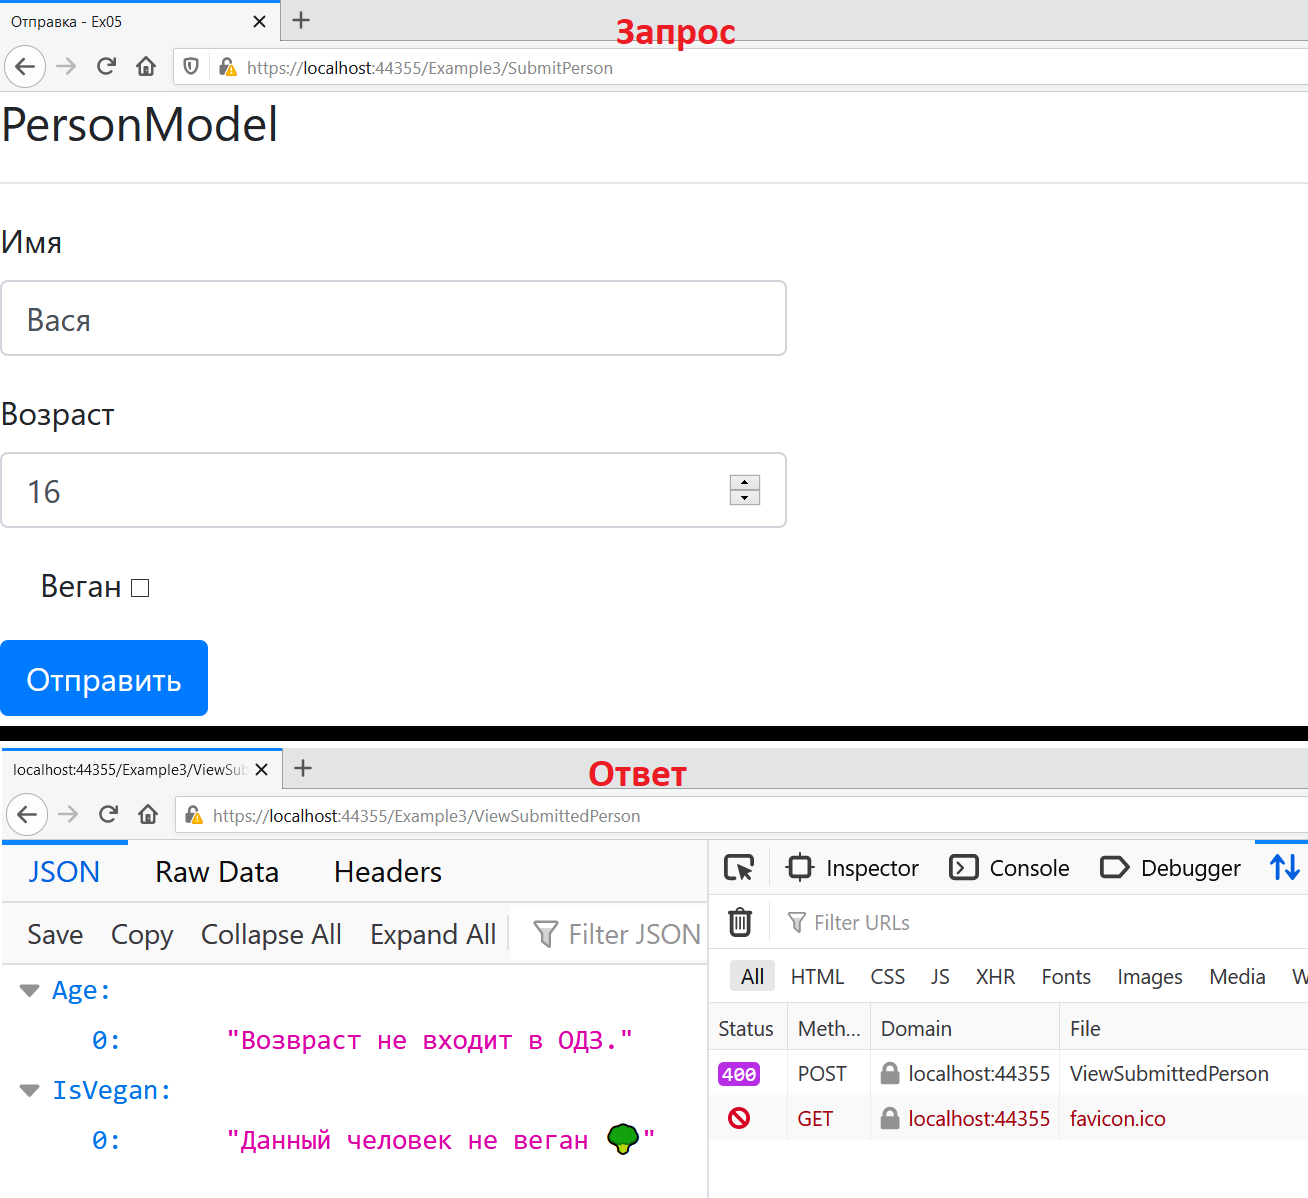 Отправка - Ex05
Запрос
https://localhost:44355/Example3/SubmitPerson
PersonModel
Имя
Вася
Возраст
16
Веган
Отправить
localhost:44355/Example3/ViewSub
Ответ
https://localhost:44355/Example3/ViewSubmittedPerson
JSON Raw Data Headers
Save Copy Collapse All Expand All Filter JSON
Age:
0: "Возвраст не входит в ОДЗ."
IsVegan:
0: "Данный человек не веган 🥦"
Inspector Console Debugger
Filter URLs
All HTML CSS JS XHR Fonts Images Media W
Status Meth... Domain File
400 POST localhost:44355 ViewSubmittedPerson
GET localhost:44355 favicon.ico